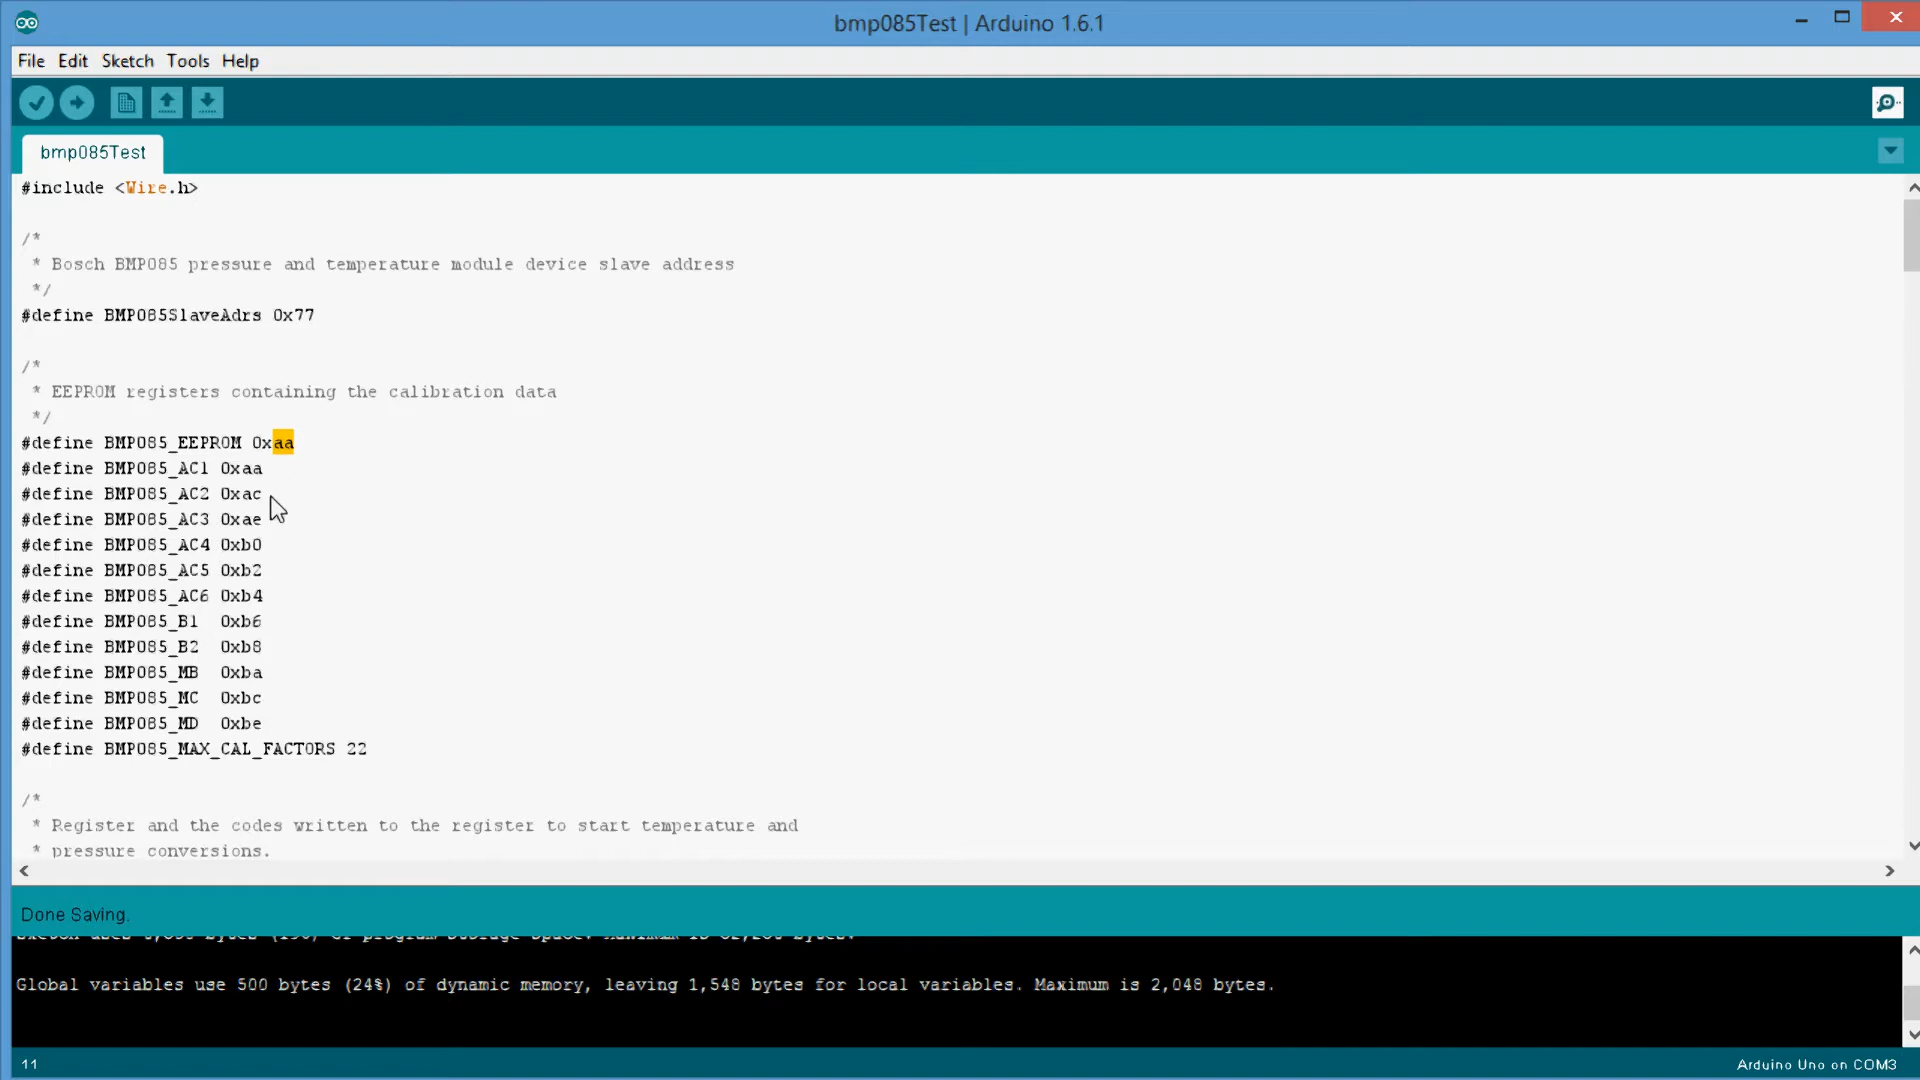 bmp085Test | Arduino 1.6.1
File Edit Sketch Tools Help
bmp085Test
#include <Wire.h>
/*
* Bosch BMP085 pressure and temperature module device slave address
*/
#define BMP085SlaveAdrs 0x77
/*
* EEPROM registers containing the calibration data
*/
#define BMP085_EEPROM 0xaa
#define BMP085_AC1 0xaa
#define BMP085_AC2 0xac
#define BMP085_AC3 0xae
#define BMP085_AC4 0xb0
#define BMP085_AC5 0xb2
#define BMP085_AC6 0xb4
#define BMP085_B1 0xb6
#define BMP085_B2 0xb8
#define BMP085_MB 0xba
#define BMP085_MC 0xbc
#define BMP085_MD 0xbe
#define BMP085_MAX_CAL_FACTORS 22
/*
* Register and the codes written to the register to start temperature and
* pressure conversions.
Done Saving.
Global variables use 500 bytes (24%) of dynamic memory, leaving 1,548 bytes for local variables. Maximum is 2,048 bytes.
11
Arduino Uno on COM3